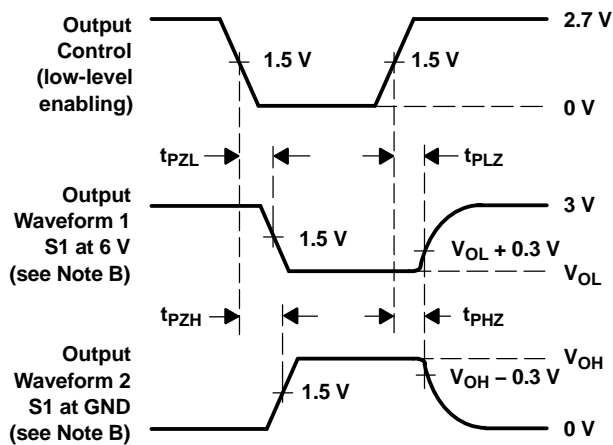 Output
Control
(low-level
enabling)
1.5 V
1.5 V
2.7 V
0 V
tPZL
tPLZ
Output
Waveform 1
S1 at 6 V
(see Note B)
1.5 V
3 V
VOL + 0.3 V
VOL
tPZH
tPHZ
Output
Waveform 2
S1 at GND
(see Note B)
1.5 V
VOH
VOH − 0.3 V
0 V